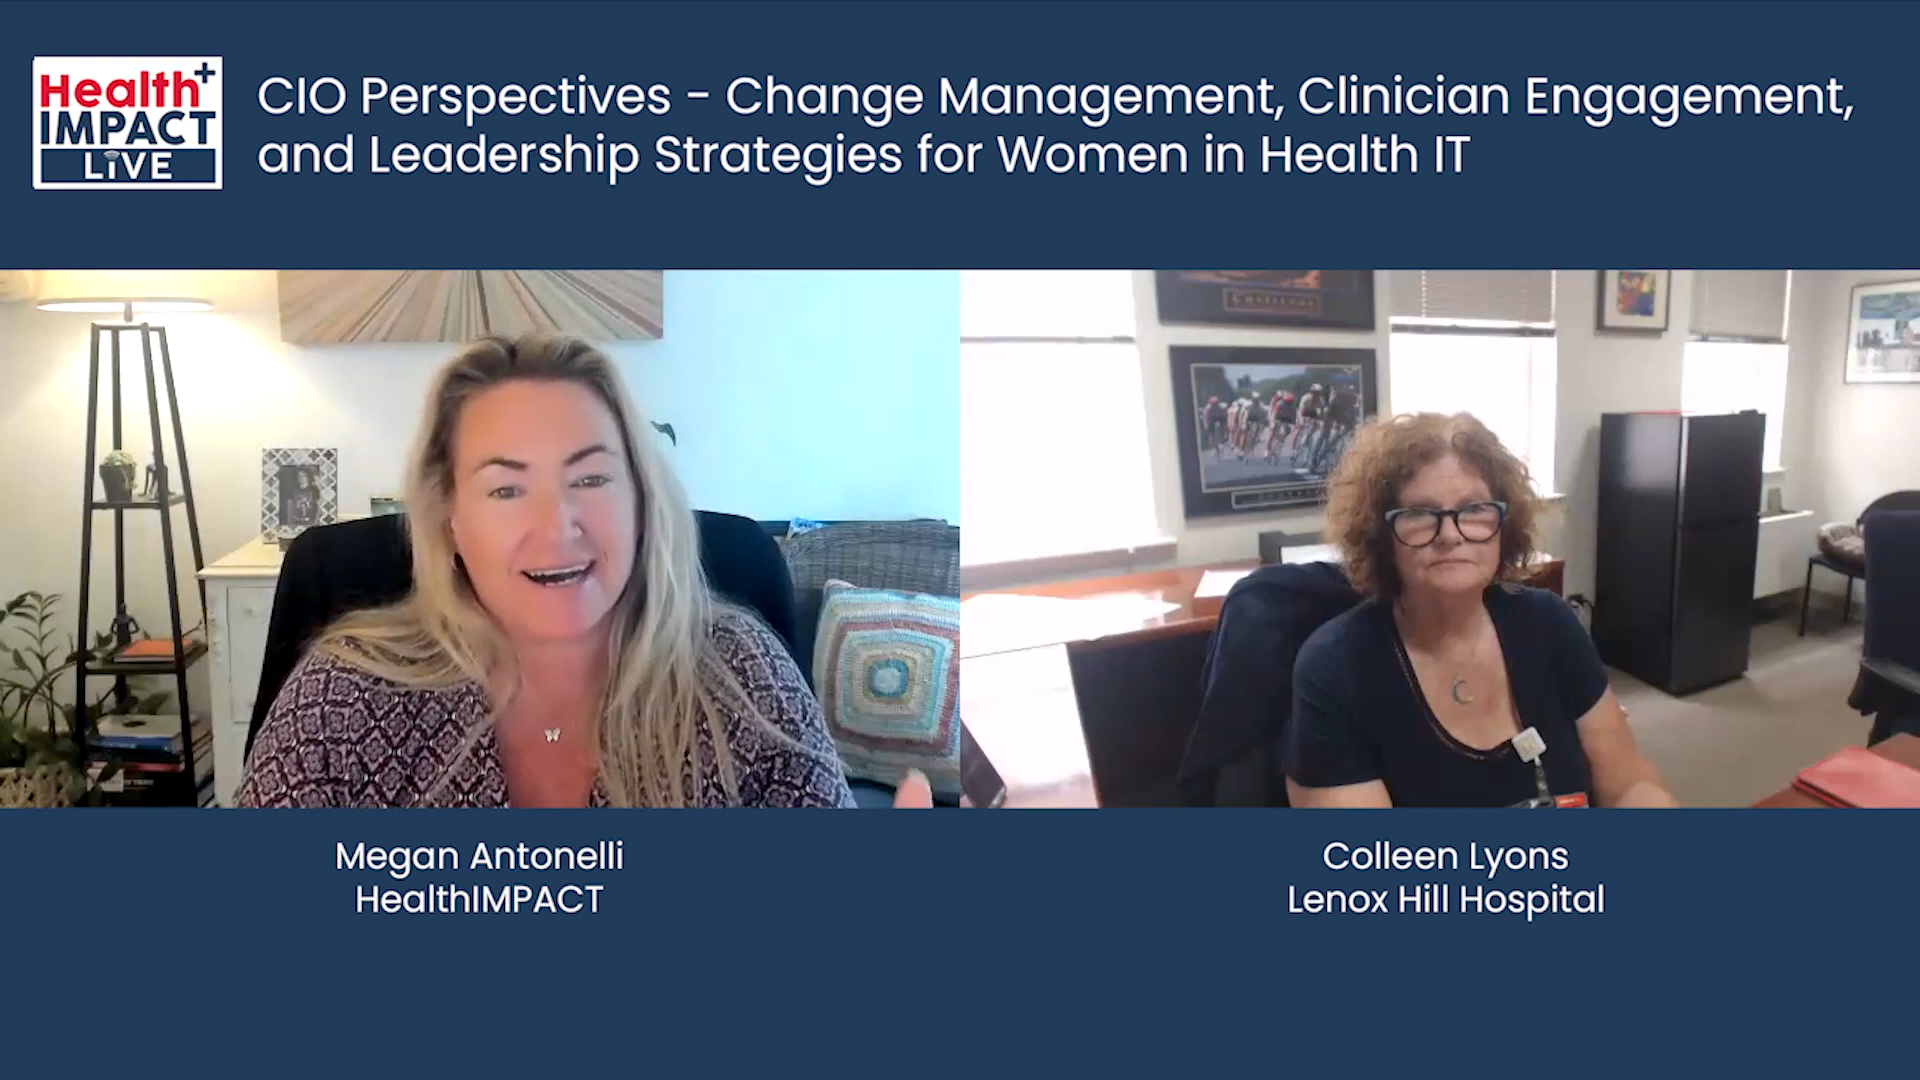 Health+
IMPACT
LIVE
CIO Perspectives - Change Management, Clinician Engagement,
and Leadership Strategies for Women in Health IT
CHALLENGE
Megan Antonelli
HealthIMPACT
Colleen Lyons
Lenox Hill Hospital